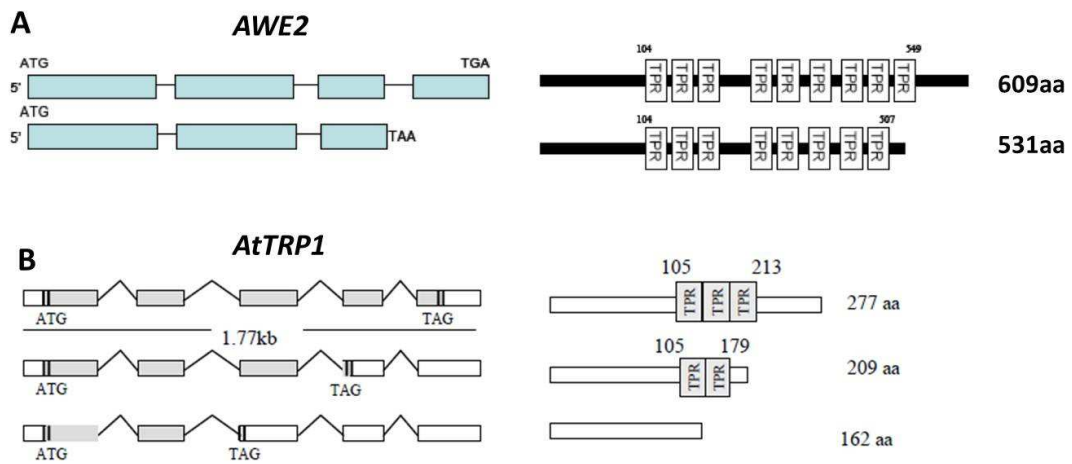 A
AWE2
ATG TGA
5'
ATG
5' TAA
104 549
TPR TPR TPR TPR TPR TPR TPR TPR TPR
609aa
104 507
TPR TPR TPR TPR TPR TPR TPR TPR
531aa
B
AtTRP1
ATG TAG
1.77kb
ATG TAG
ATG TAG
105 213
TPR TPR TPR
277 aa
105 179
TPR TPR
209 aa
162 aa